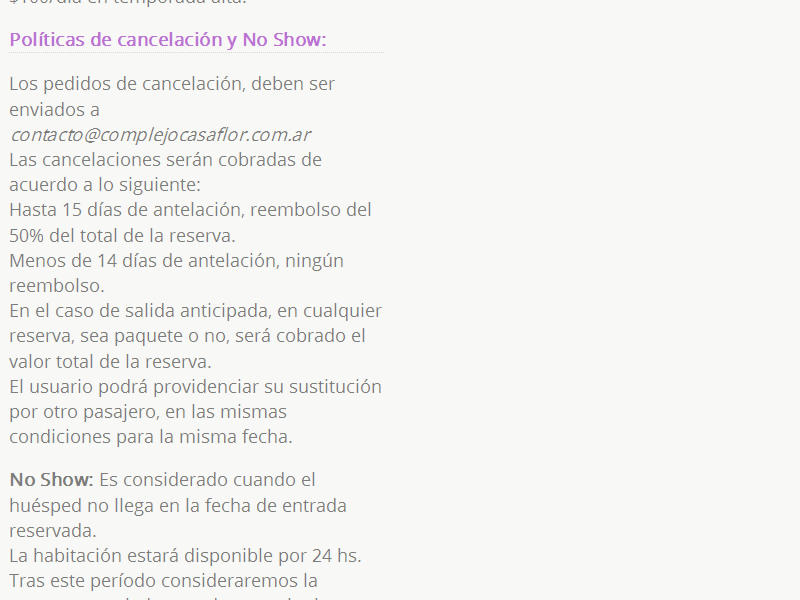 Políticas de cancelación y No Show:
Los pedidos de cancelación, deben ser
enviados a
contacto@complejocasaflor.com.ar
Las cancelaciones serán cobradas de
acuerdo a lo siguiente:
Hasta 15 días de antelación, reembolso del
50% del total de la reserva.
Menos de 14 días de antelación, ningún
reembolso.
En el caso de salida anticipada, en cualquier
reserva, sea paquete o no, será cobrado el
valor total de la reserva.
El usuario podrá providenciar su sustitución
por otro pasajero, en las mismas
condiciones para la misma fecha.
No Show: Es considerado cuando el
huésped no llega en la fecha de entrada
reservada.
La habitación estará disponible por 24 hs.
Tras este período consideraremos la